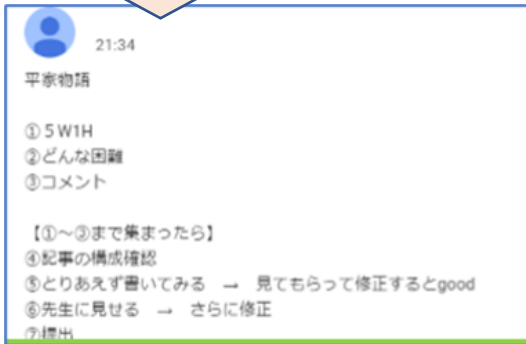 21:34
平家物語
①５W1H
②どんな困難
③コメント
【①～③まで集まったら】
④記事の構成確認
⑤とりあえず書いてみる　→　見てもらって修正するとgood
⑥先生に見せる　→　さらに修正
⑦提出